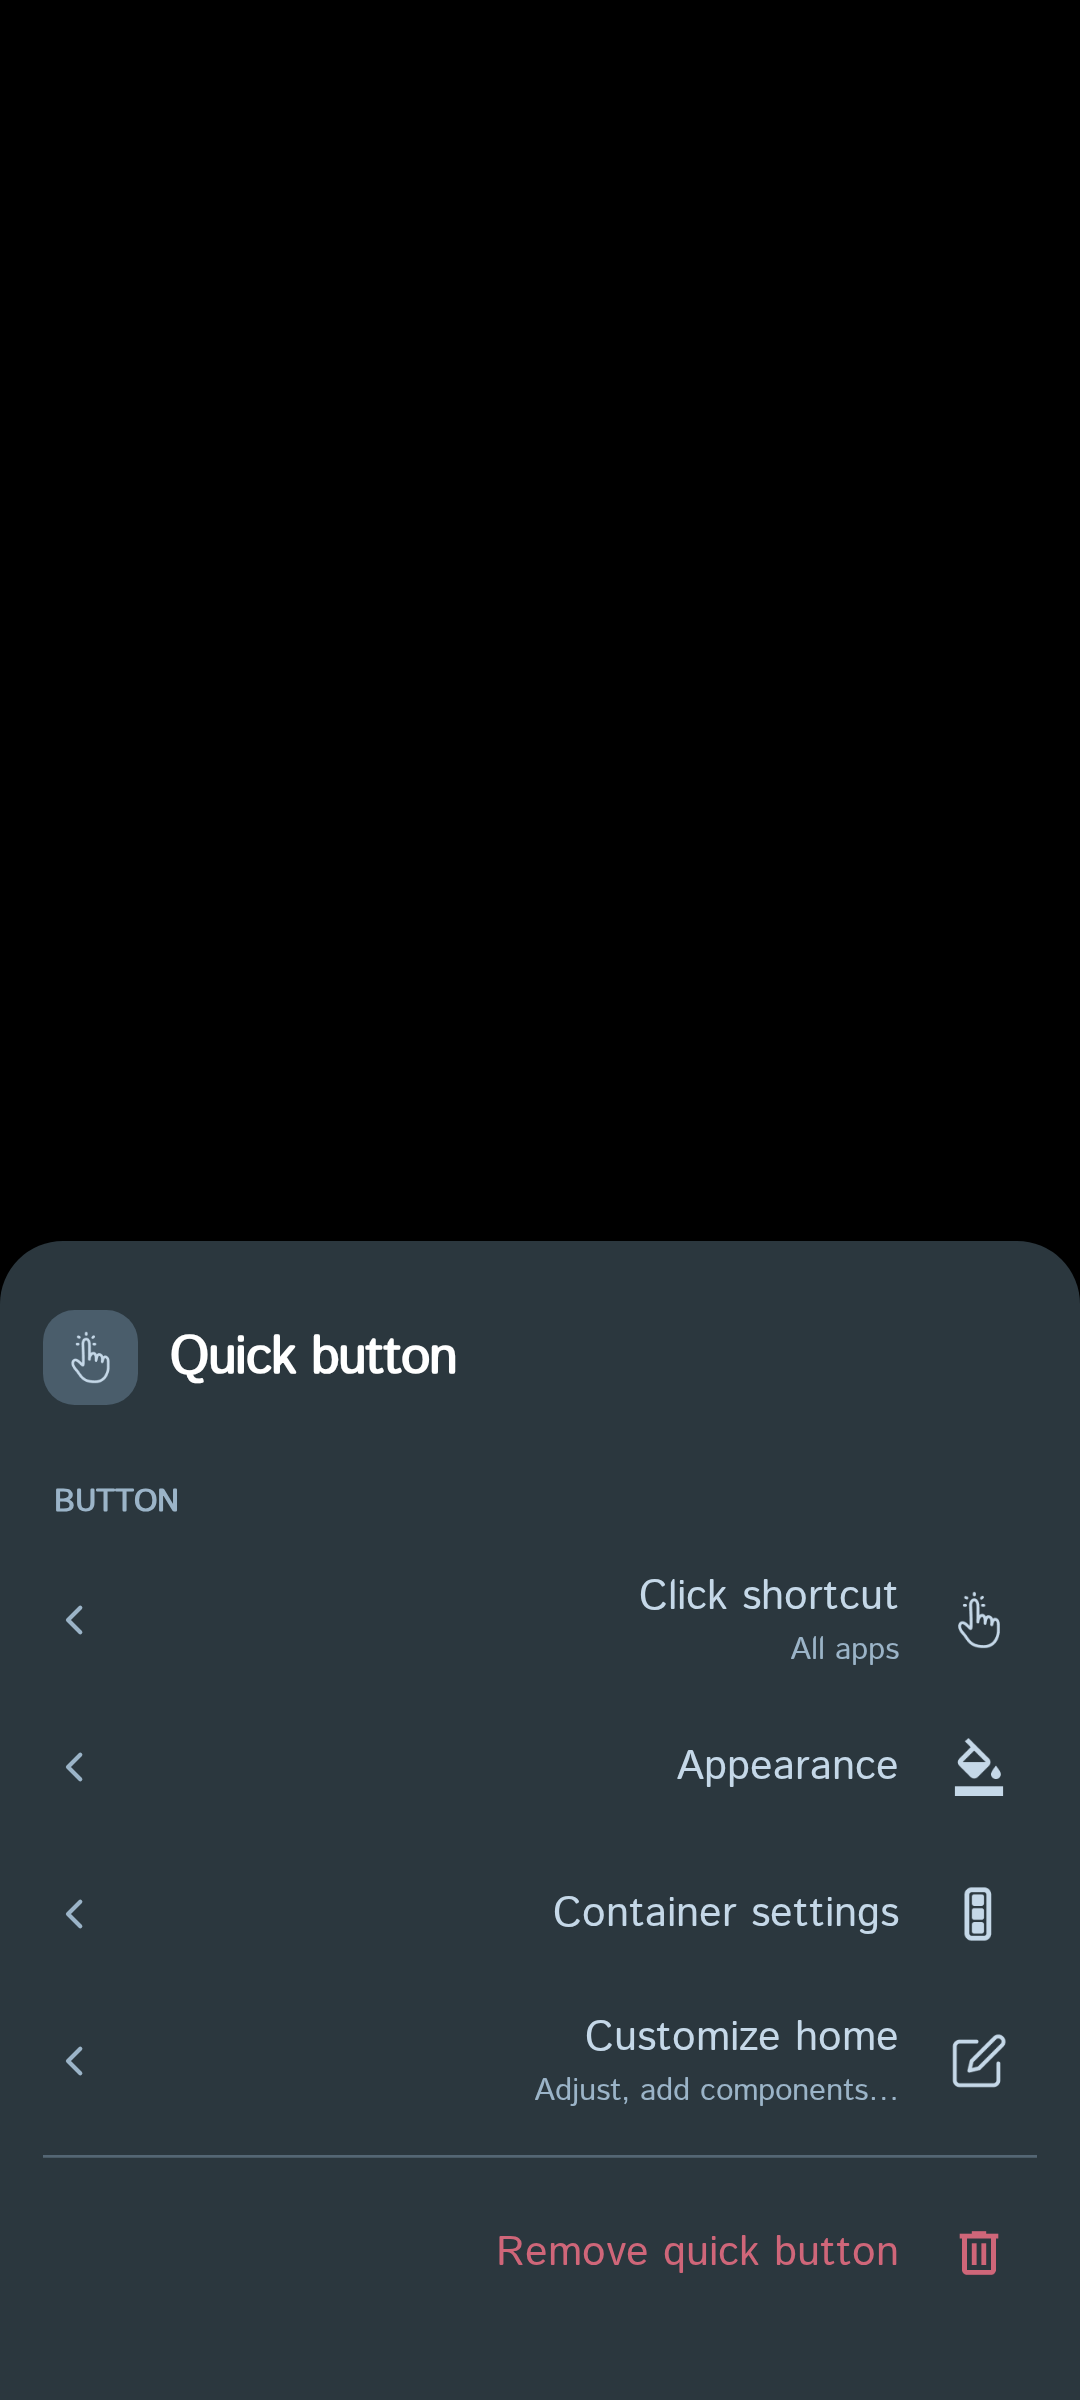 Quick button
BUTTON
Click shortcut
All apps
Appearance
Container settings
Customize home
Adjust, add components...
Remove quick button